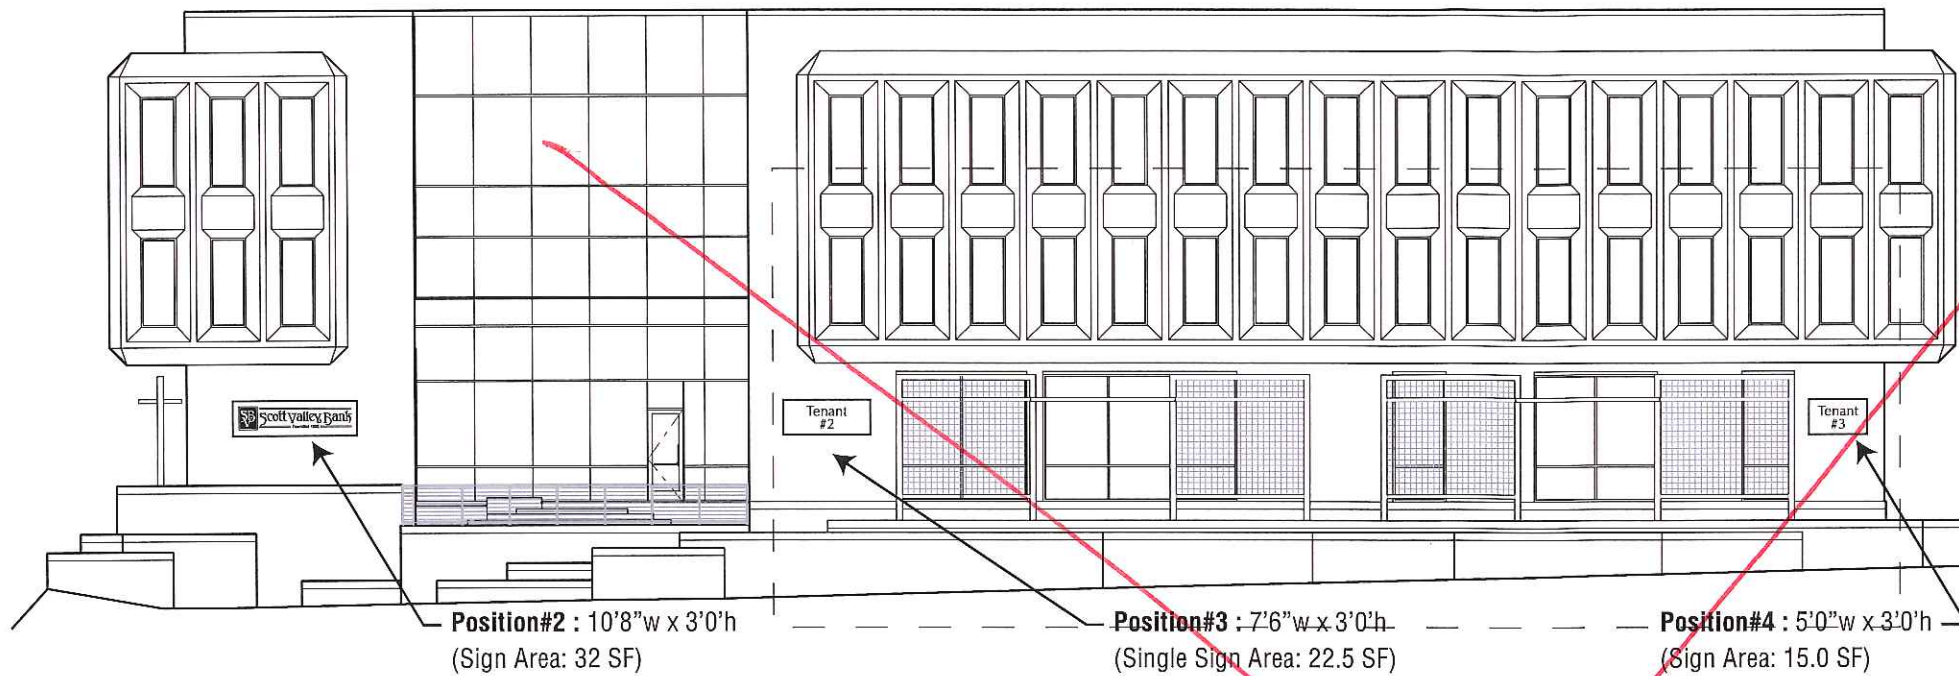 SVB Scott Valley Bank
Tenant
#2
Tenant
#3
Position#2 : 10'8"w x 3'0'h
(Sign Area: 32 SF)
Position#3 : 7'6"w x 3'0'h
(Single Sign Area: 22.5 SF)
Position#4 : 5'0"w x 3'0'h
(Sign Area: 15.0 SF)